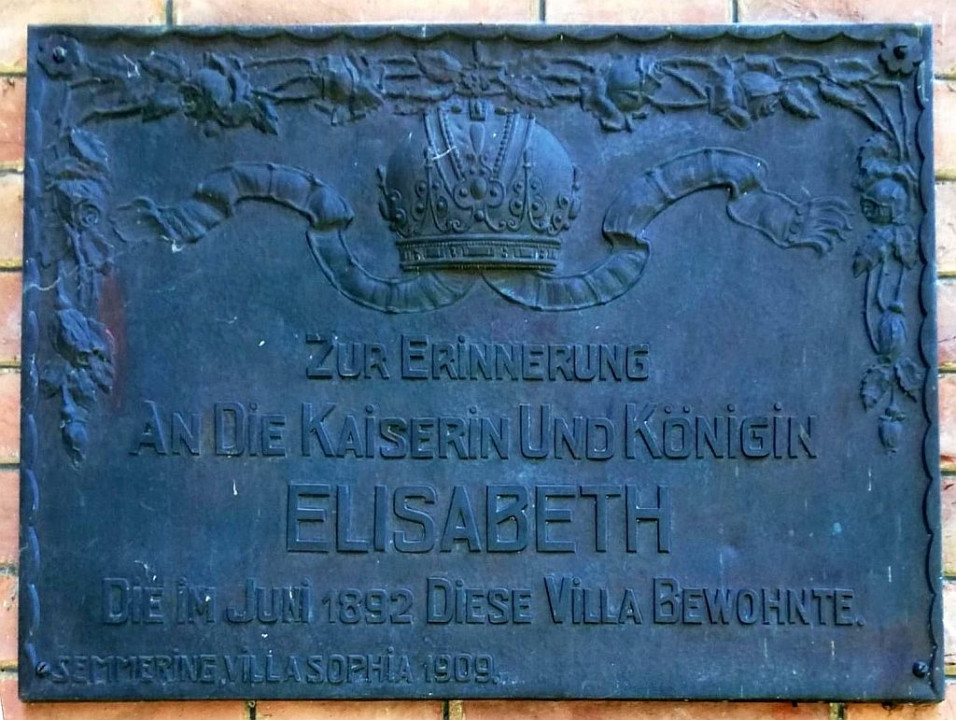 Zur Erinnerung
An Die Kaiserin Und Königin
ELISABETH
Die im Juni 1892 Diese Villa Bewohnte.
SEMMERING, VILLA SOPHIA 1909.